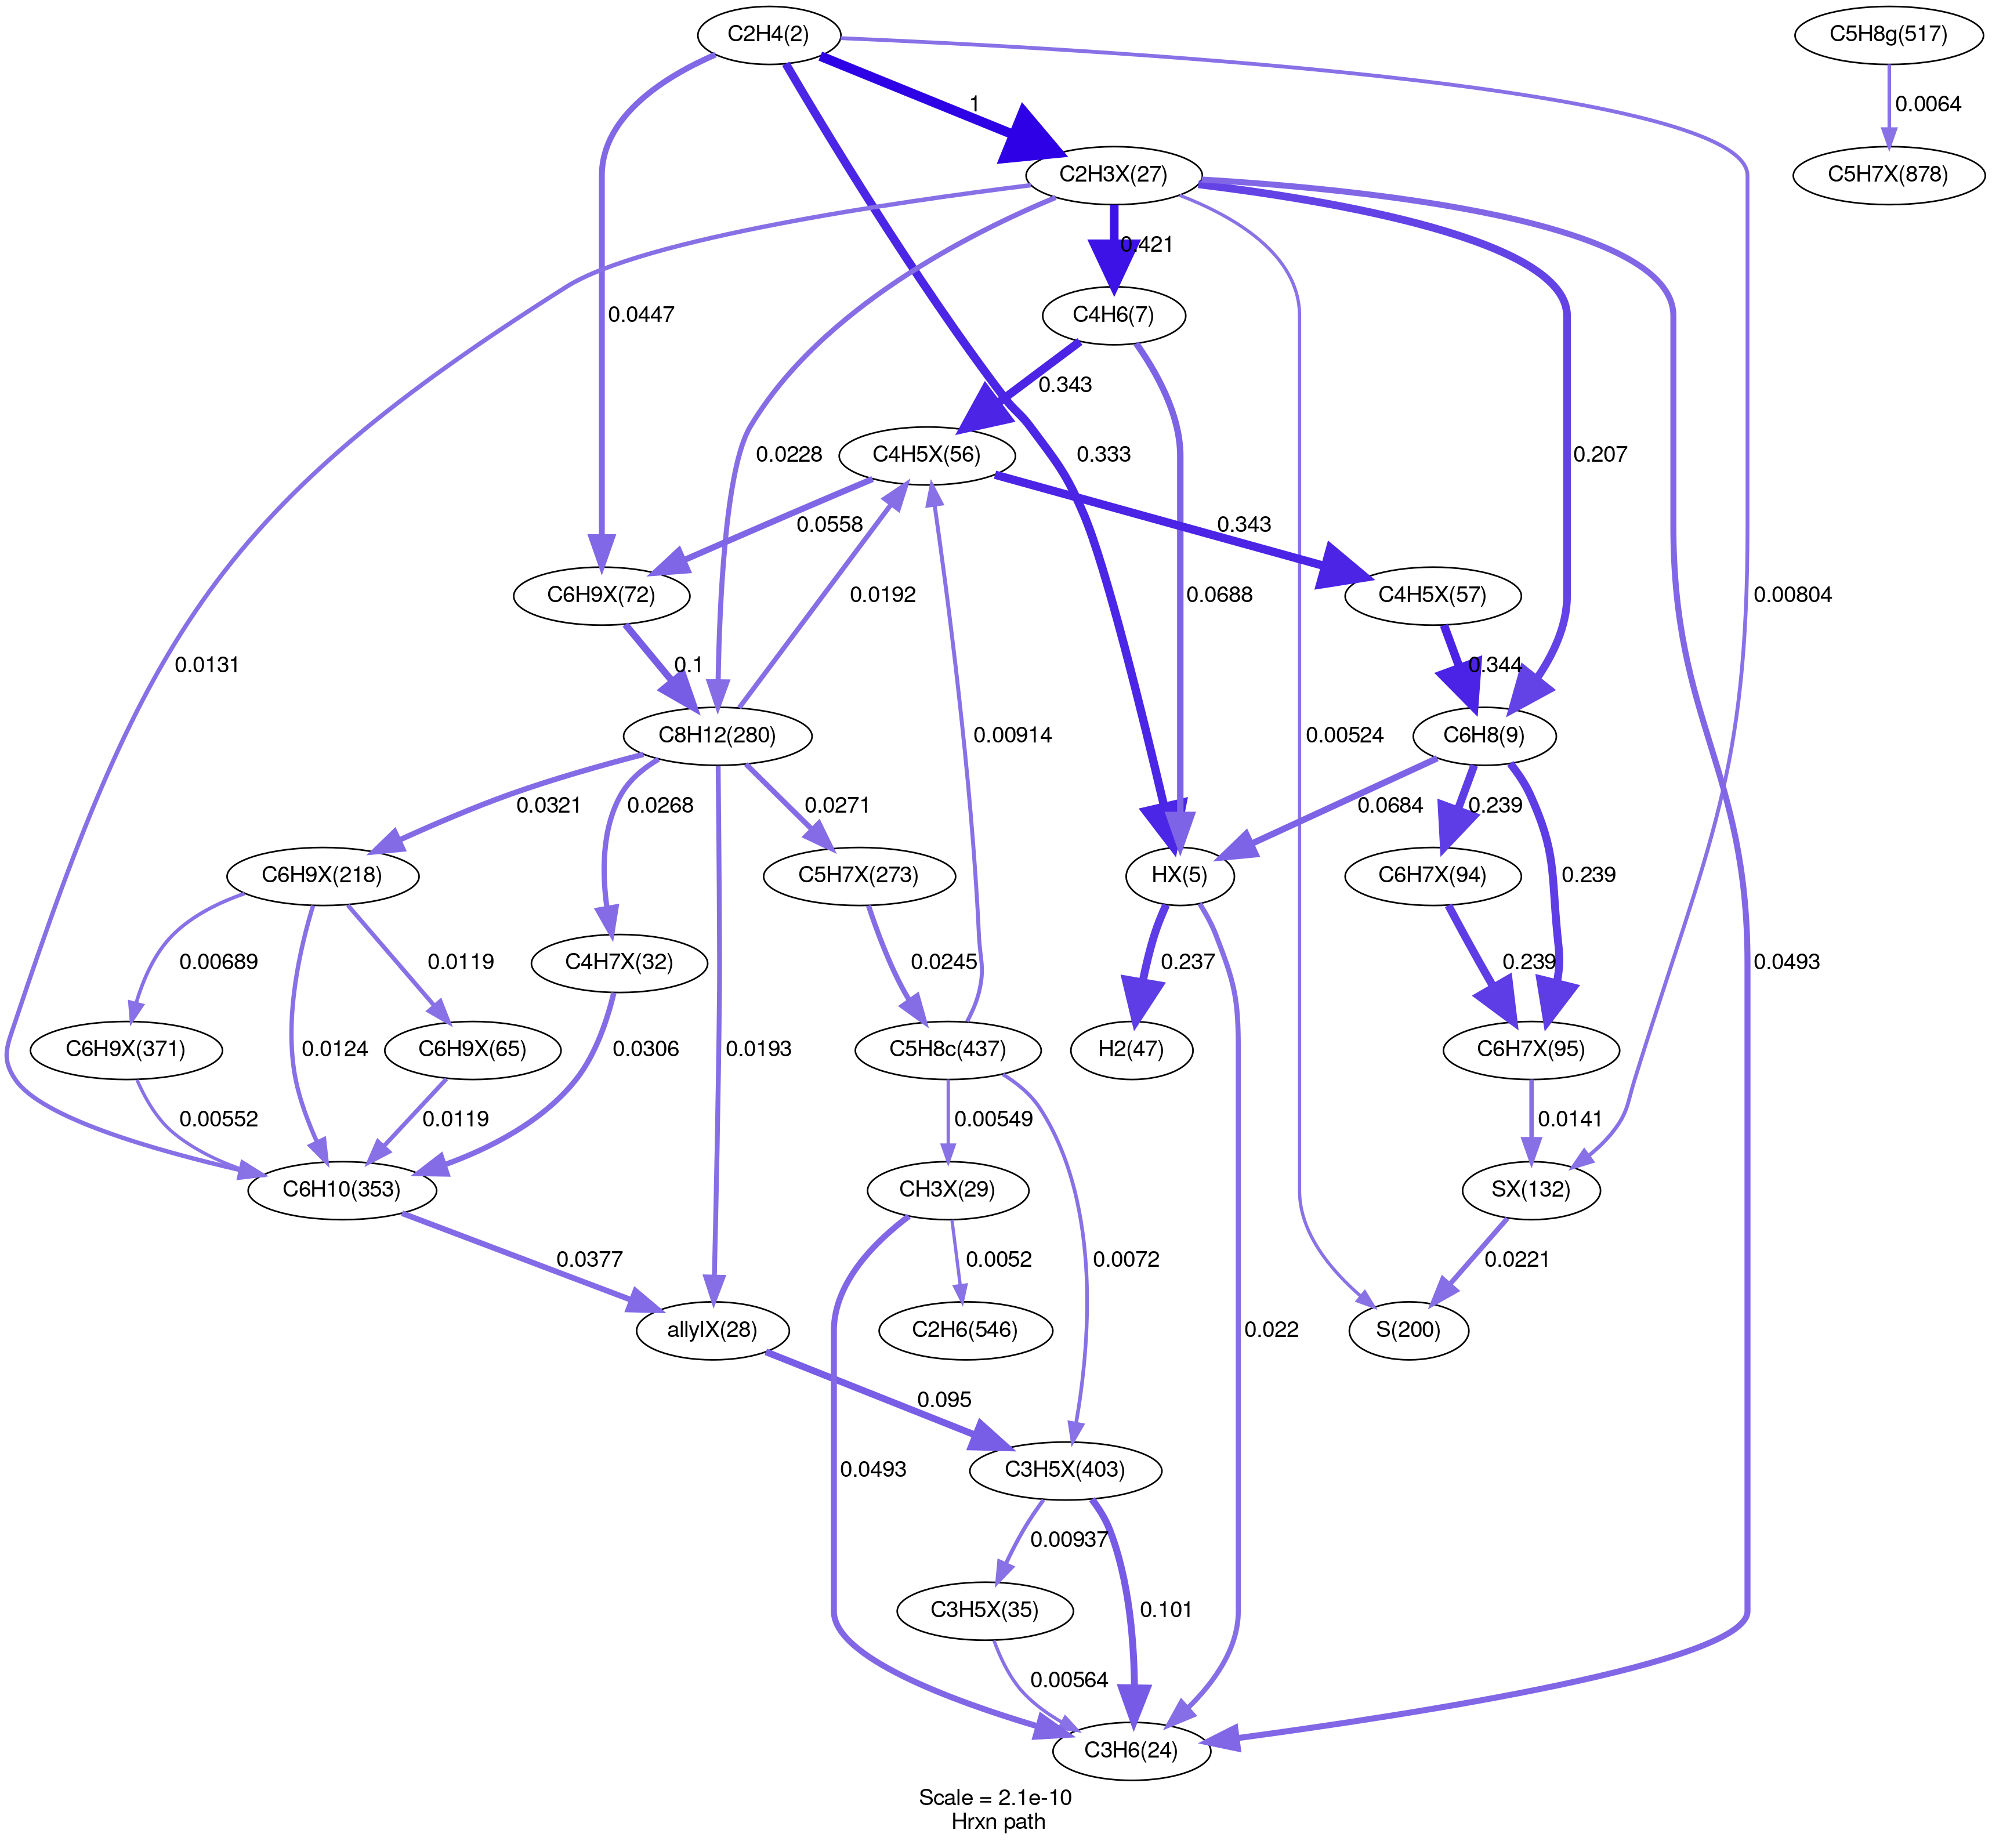 C2H4(2)
C5H8g(517)
1
0.0064
C2H3X(27)
C5H7X(878)
0.421
0.0447
C4H6(7)
0.343
C4H5X(56)
0.0228
0.333
0.207
0.0558
0.343
0.0688
C6H9X(72)
0.0192
C4H5X(57)
0.00804
0.0131
0.1
0.344
C8H12(280)
0.00914
0.00524
C6H8(9)
0.0321
0.0268
0.0271
0.0684
0.239
C6H9X(218)
C5H7X(273)
HX(5)
C6H7X(94)
0.239
0.00689
0.0119
C4H7X(32)
0.0245
0.237
0.239
0.0493
C6H9X(371)
0.0124
C6H9X(65)
0.0306
0.0193
C5H8c(437)
H2(47)
C6H7X(95)
0.00552
0.0119
0.00549
0.0141
C6H10(353)
CH3X(29)
SX(132)
0.0377
0.0052
0.0072
0.0221
allylX(28)
C2H6(546)
0.022
S(200)
0.095
0.0493
C3H5X(403)
0.00937
C3H5X(35)
0.101
0.00564
C3H6(24)
Scale = 2.1e-10
Hrxn path